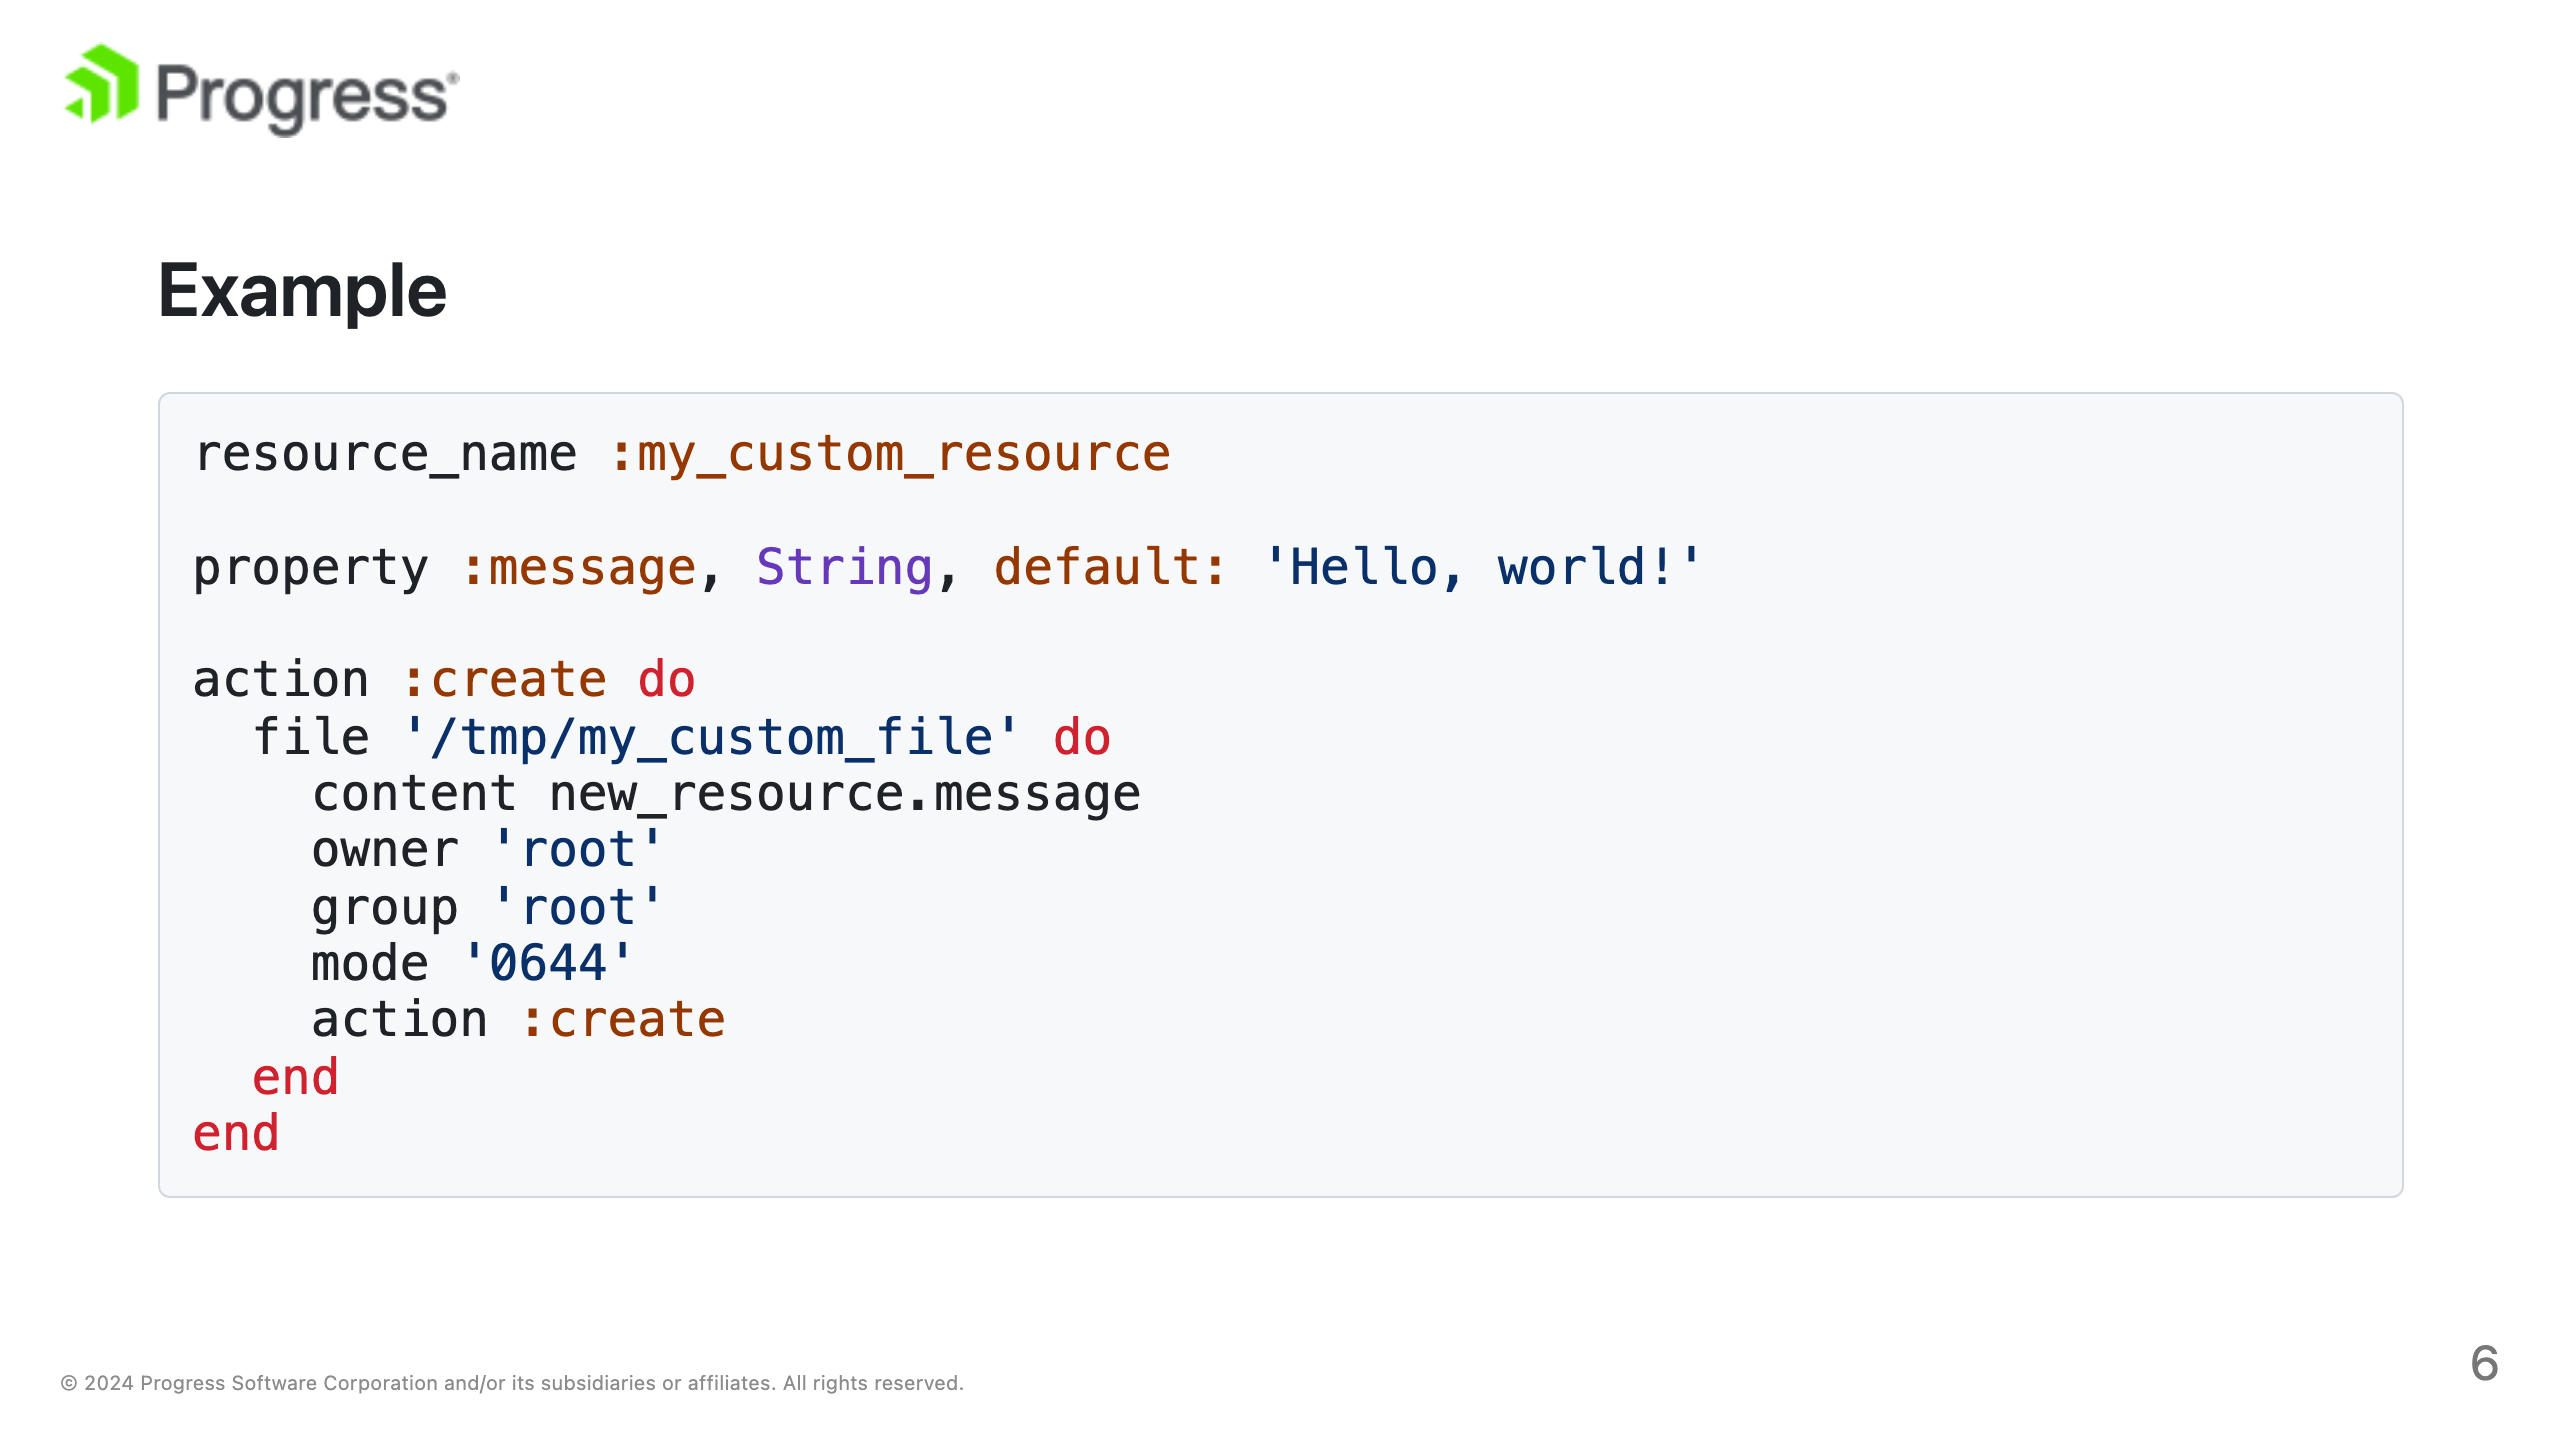 Progress®
Example
resource_name :my_custom_resource
property :message, String, default: 'Hello, world!'
action :create do
  file '/tmp/my_custom_file' do
    content new_resource.message
    owner 'root'
    group 'root'
    mode '0644'
    action :create
  end
end
© 2024 Progress Software Corporation and/or its subsidiaries or affiliates. All rights reserved.
6